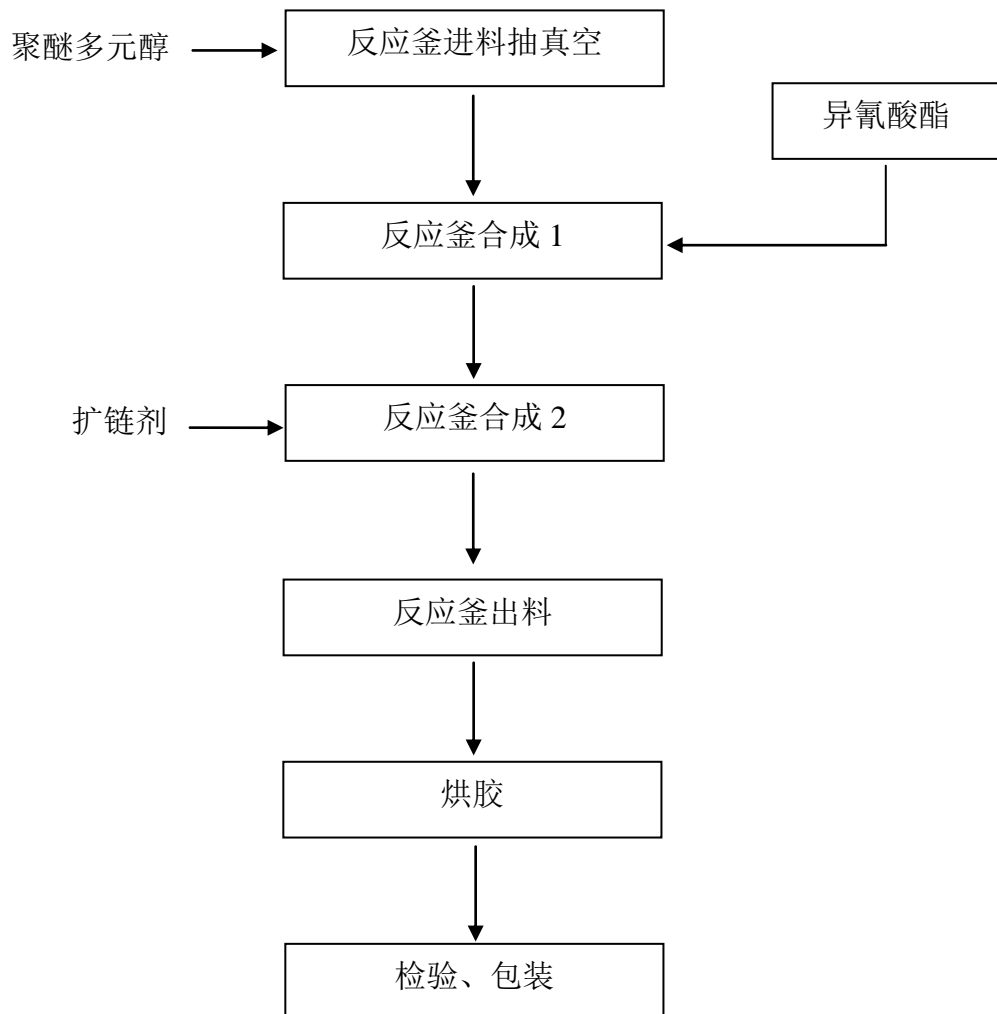 聚醚多元醇
反应釜进料抽真空
异氰酸酯
反应釜合成 1
扩链剂
反应釜合成 2
反应釜出料
烘胶
检验、包装